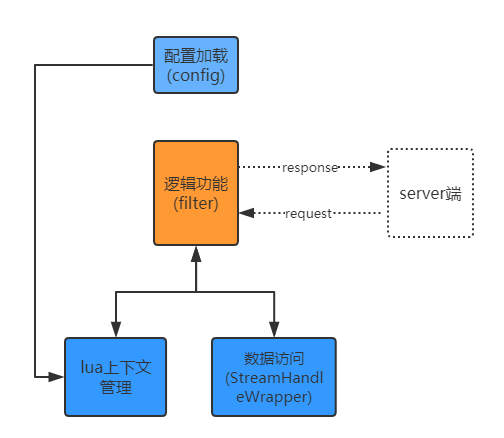 配置加载
(config)
逻辑功能
(filter)
response
request
server端
lua上下文
管理
数据访问
(StreamHandl
eWrapper)